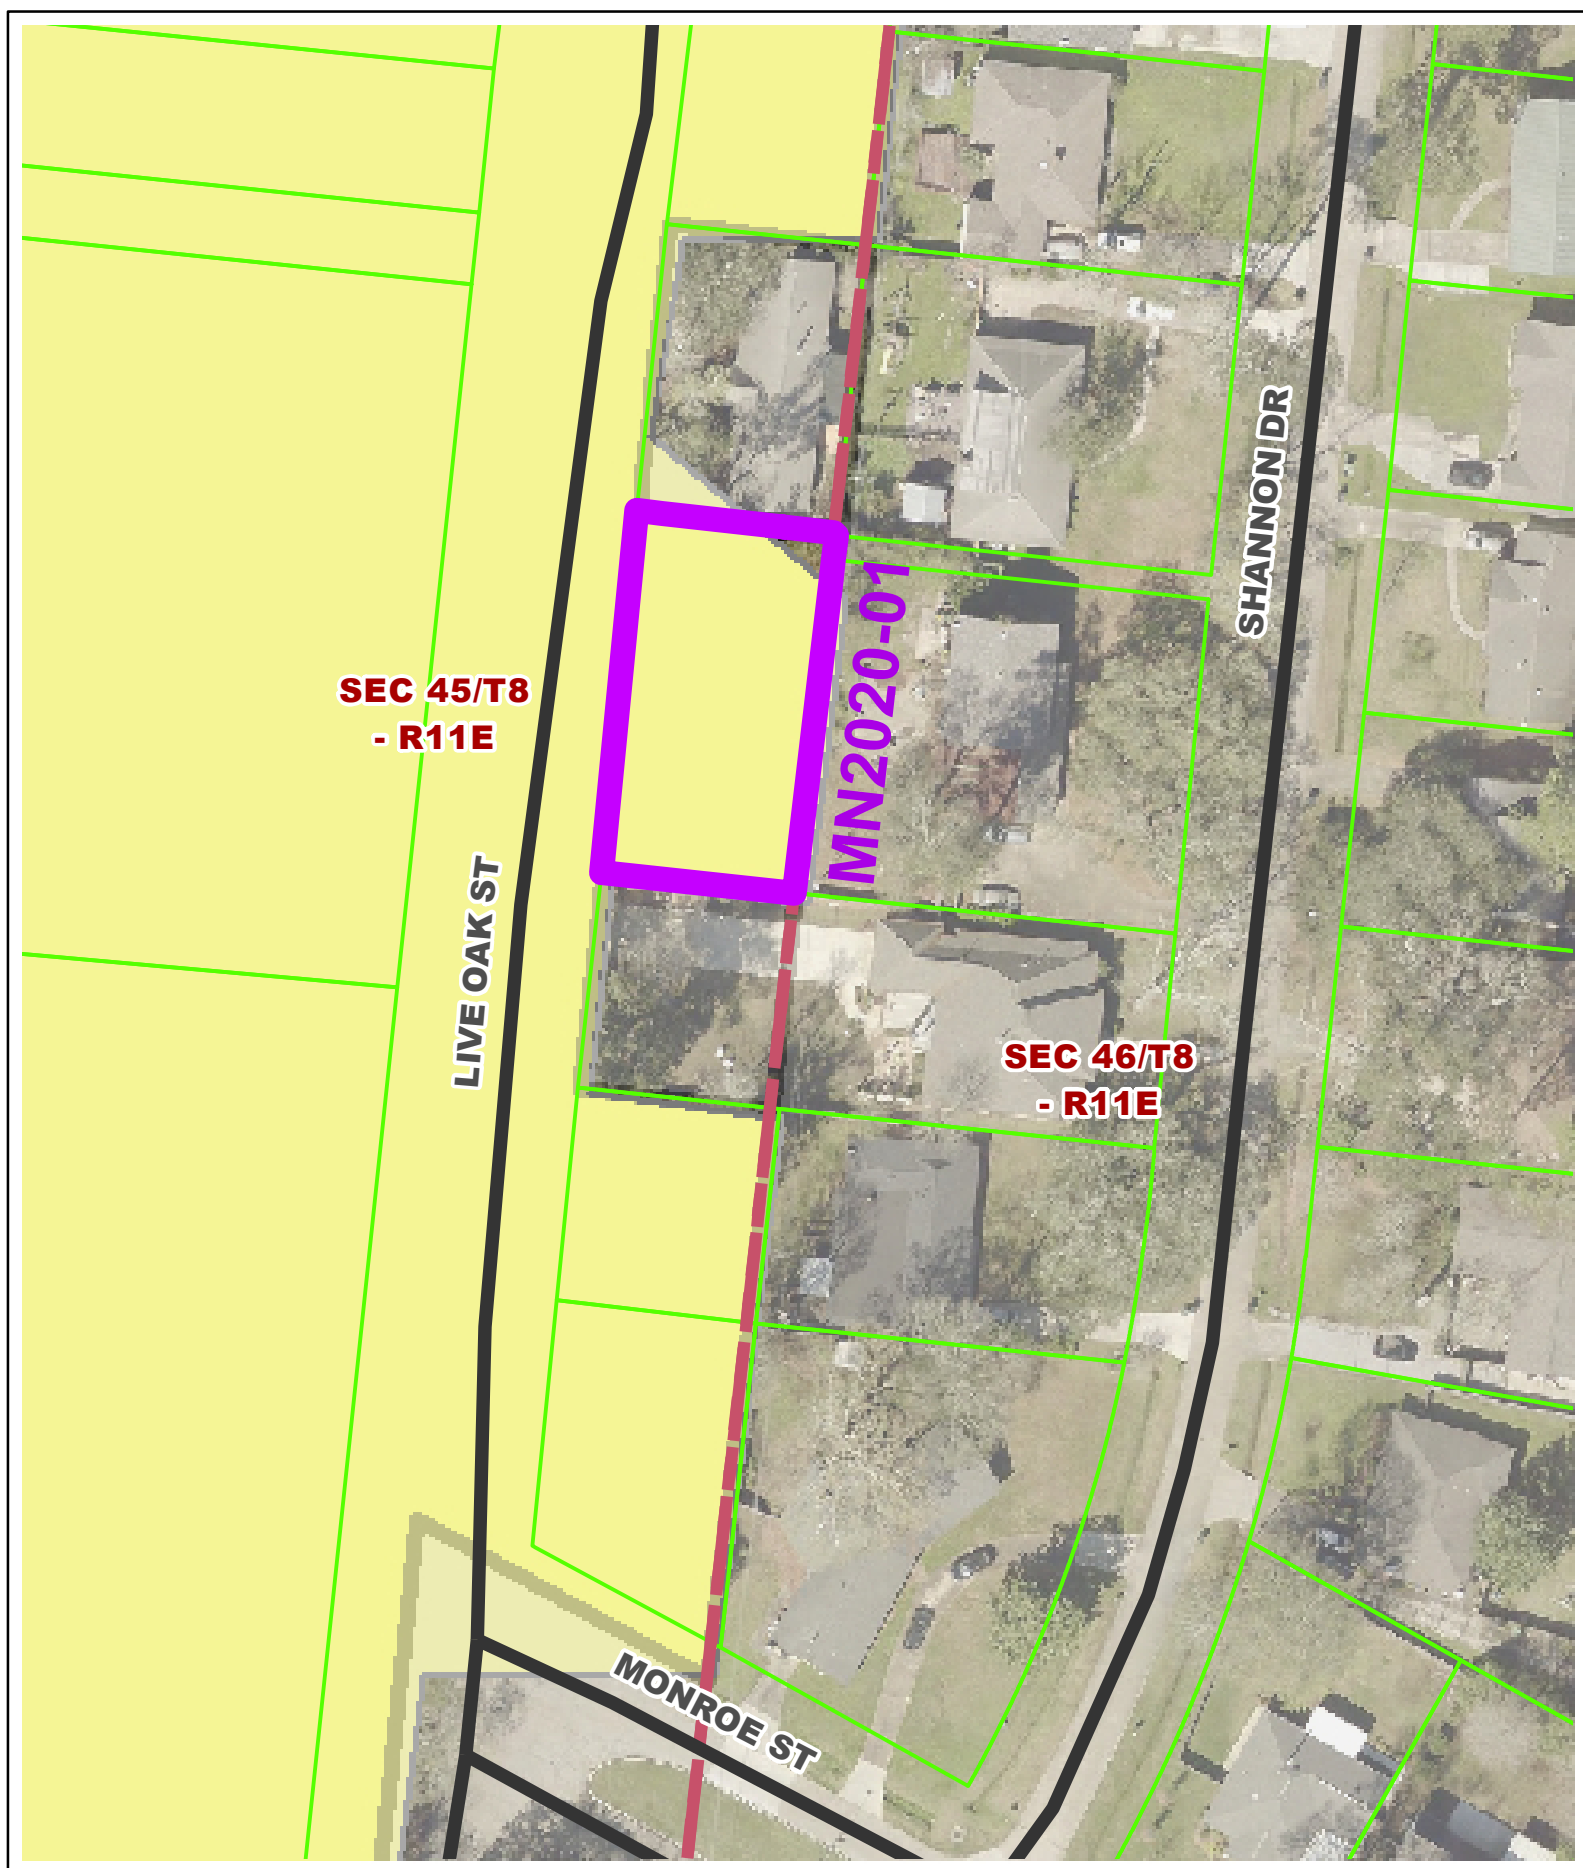 SHANNON DR
MN2020-01
SEC 45/T8
- R11E
LIVE OAK ST
SEC 46/T8
- R11E
MONROE ST